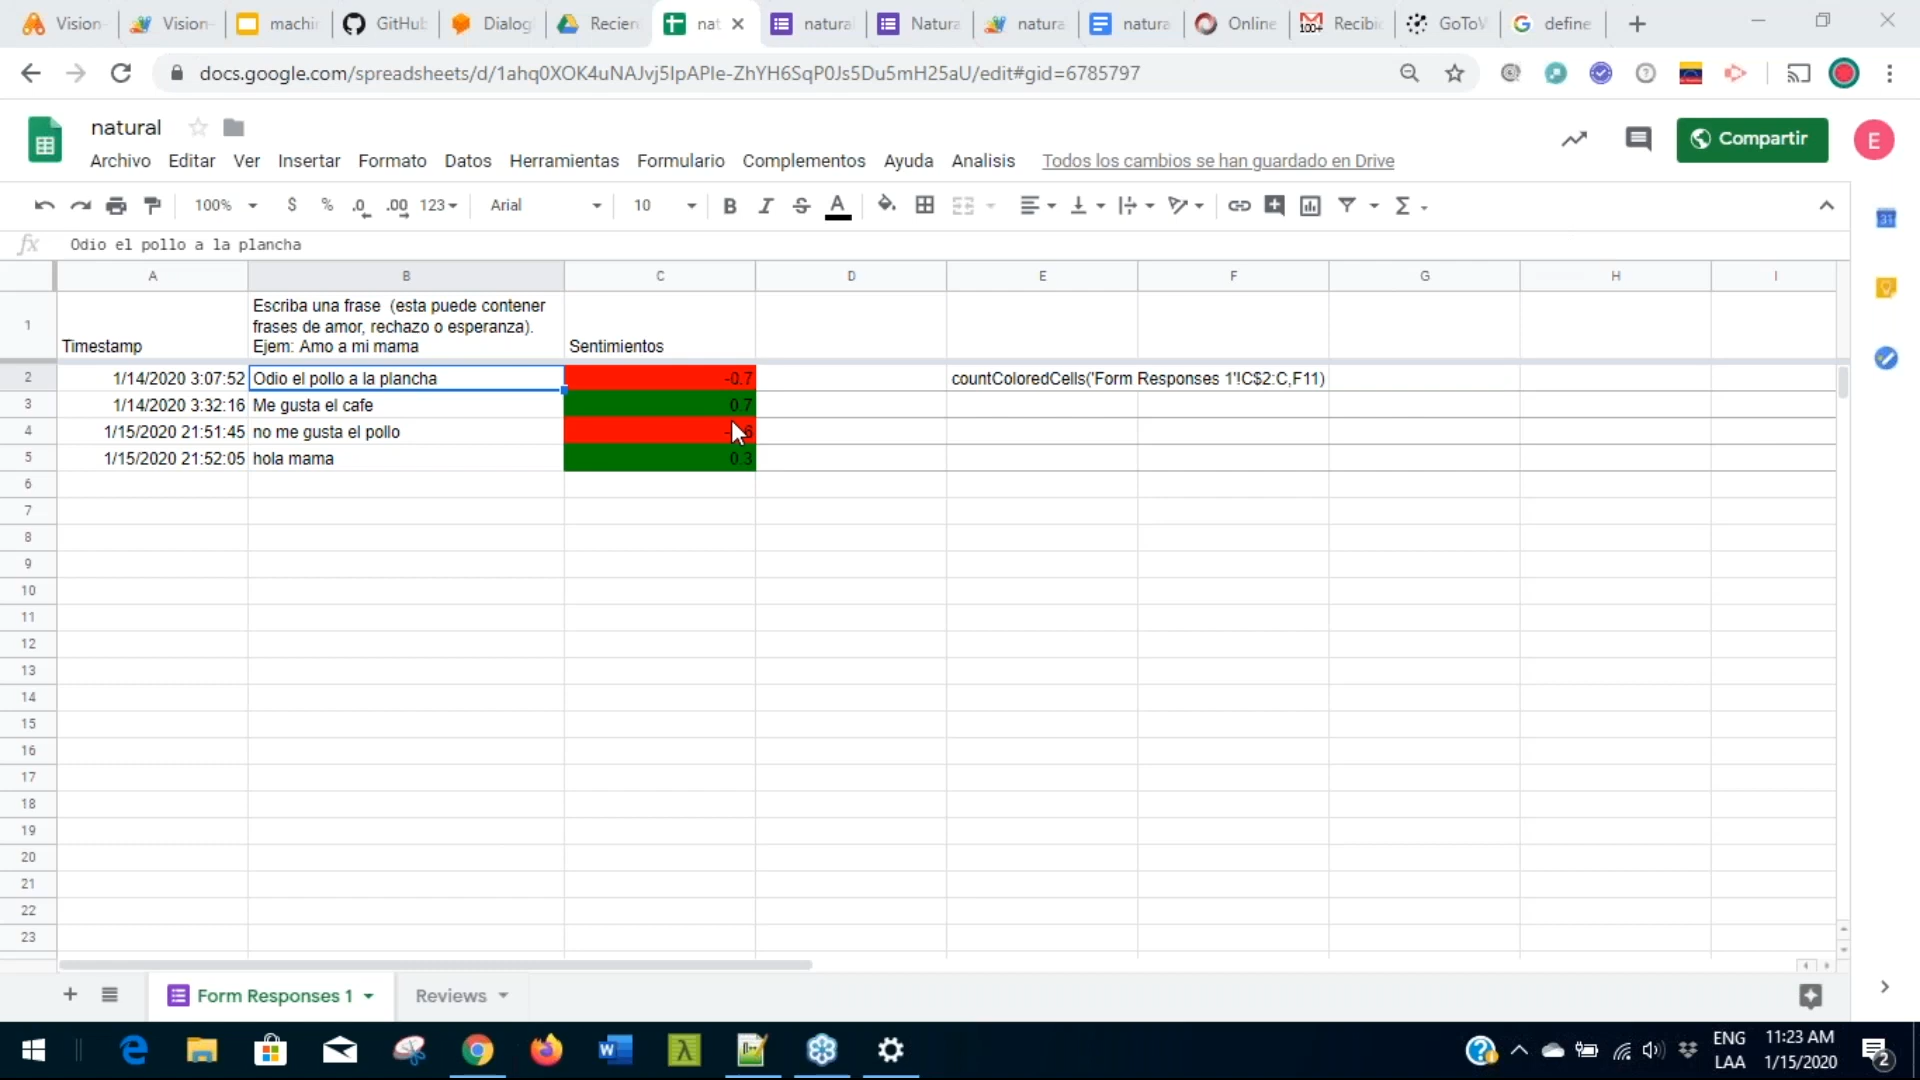 Vision-
Vision-
machi
GitHub
Dialog
Recien
nat
natura
Natura
natura
natura
Online
Recibi
GoToW
define
docs.google.com/spreadsheets/d/1ahq0XOK4uNAJvj5IpAPIe-ZhYH6SqP0Js5Du5mH25aU/edit#gid=6785797
natural
Archivo Editar Ver Insertar Formato Datos Herramientas Formulario Complementos Ayuda Analisis Todos los cambios se han guardado en Drive
Compartir
E
100% $ % .0 .00 123 Arial 10 B I S A Σ
31
fx Odio el pollo a la plancha
A B C D E F G H I
1
Timestamp
Escriba una frase (esta puede contener
frases de amor, rechazo o esperanza).
Ejem: Amo a mi mama
Sentimientos
2 1/14/2020 3:07:52 Odio el pollo a la plancha -0.7 countColoredCells('Form Responses 1'!C$2:C,F11)
3 1/14/2020 3:32:16 Me gusta el cafe 0.7
4 1/15/2020 21:51:45 no me gusta el pollo
5 1/15/2020 21:52:05 hola mama 0.3
6
7
8
9
10
11
12
13
14
15
16
17
18
19
20
21
22
23
Form Responses 1 Reviews
ENG 11:23 AM
LAA 1/15/2020
2